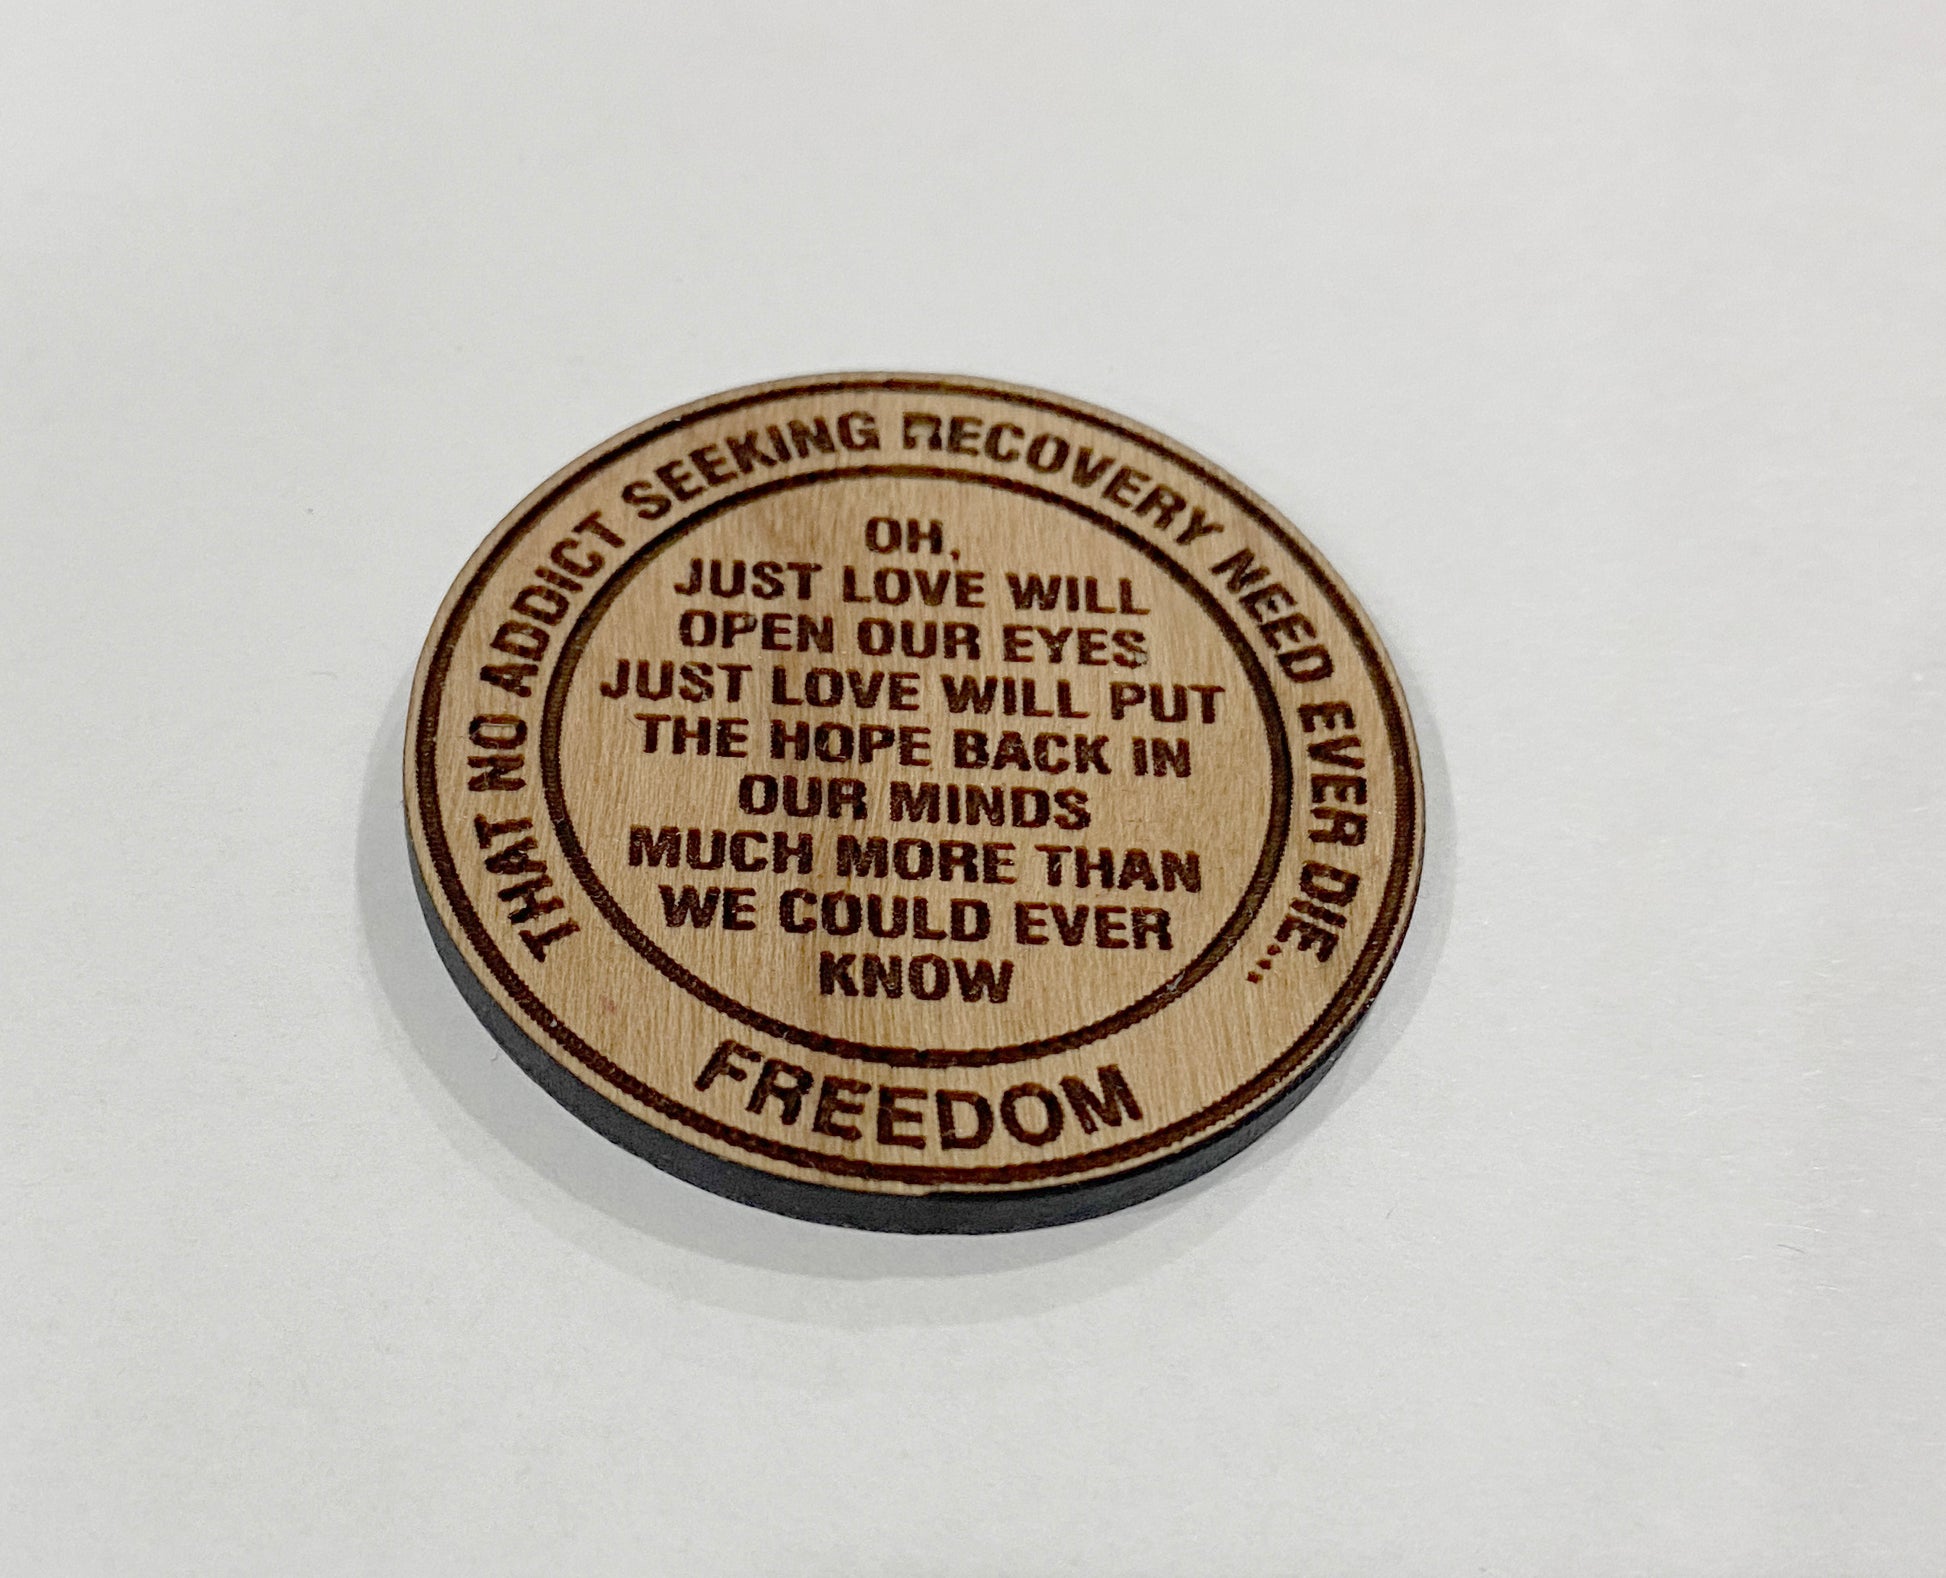 THAT NO ADDICT SEEKING RECOVERY NEED EVER DIE...
OH,
JUST LOVE WILL
OPEN OUR EYES
JUST LOVE WILL PUT
THE HOPE BACK IN
OUR MINDS
MUCH MORE THAN
WE COULD EVER
KNOW
FREEDOM